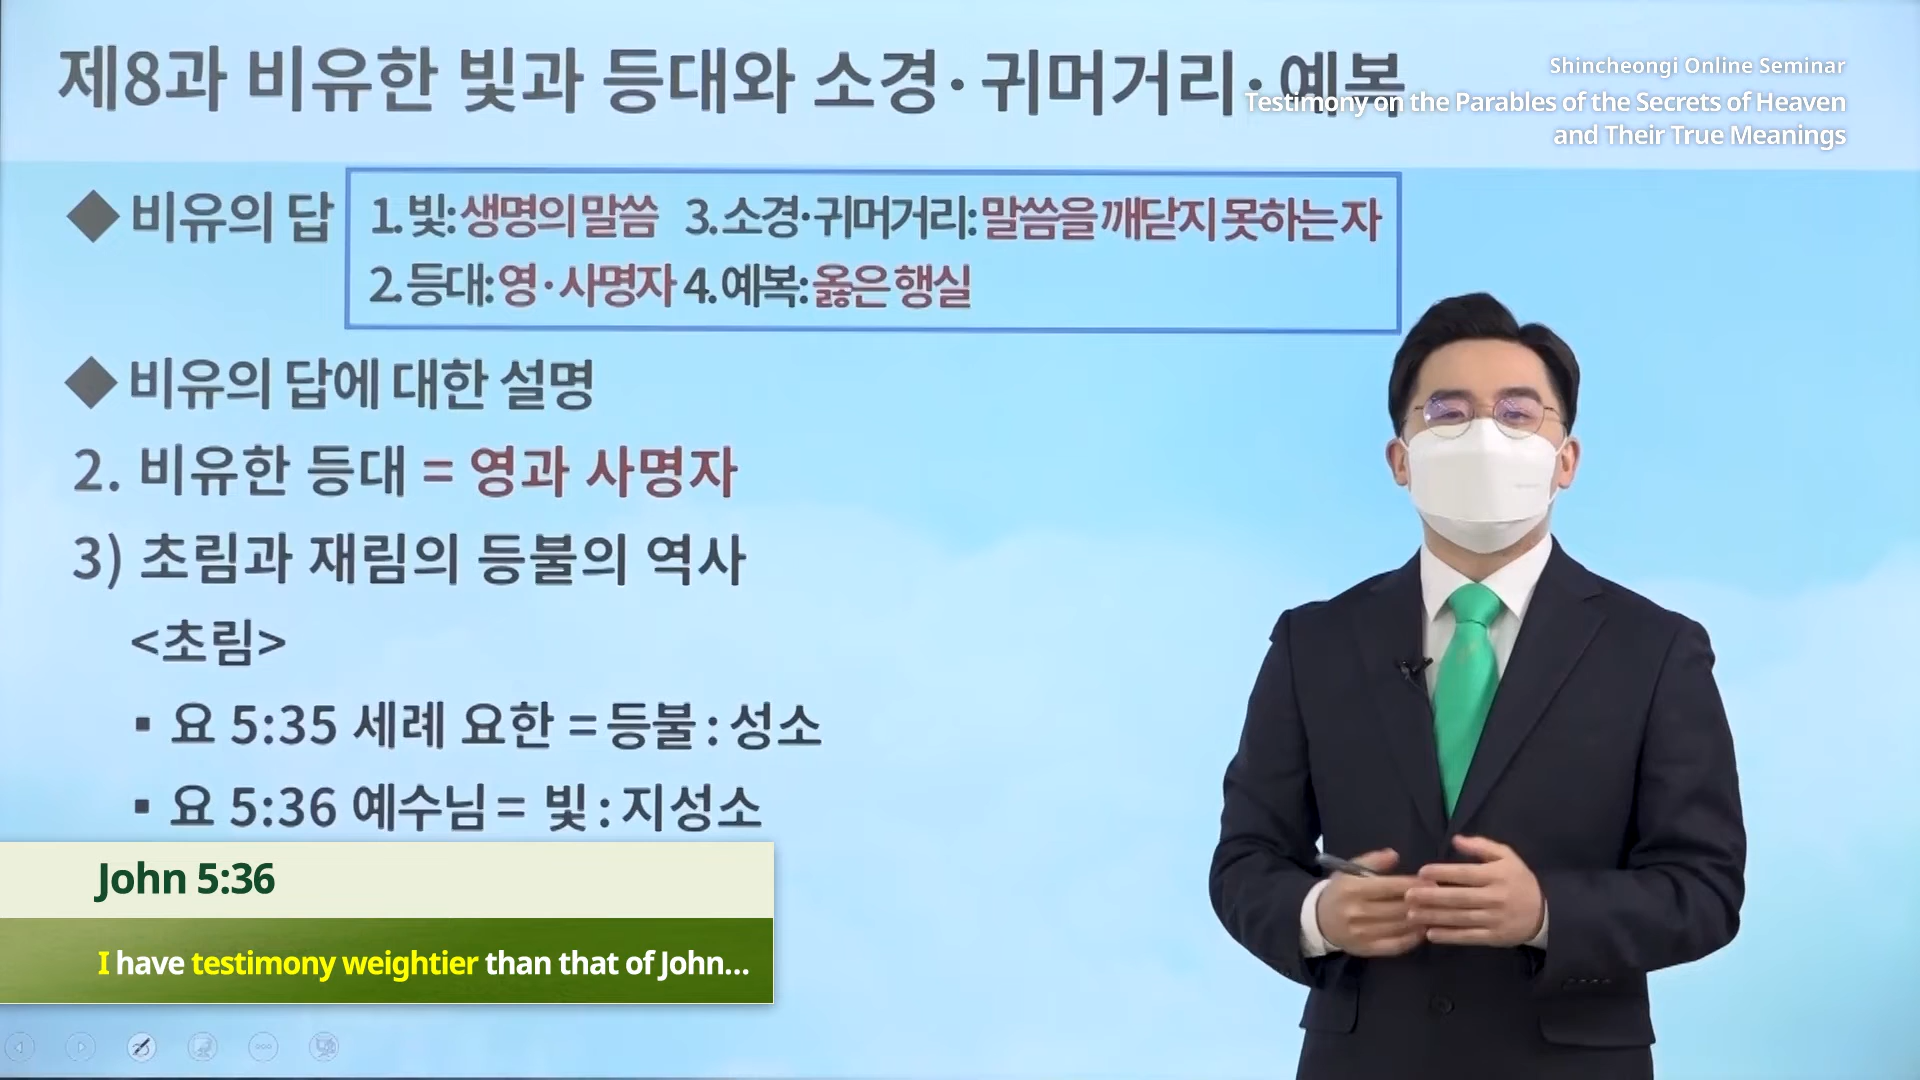 제8과 비유한 빛과 등대와 소경·귀머거리·예복
Shincheongi Online Seminar
Testimony on the Parables of the Secrets of Heaven
and Their True Meanings
◆ 비유의 답
1. 빛: 생명의 말씀 3. 소경·귀머거리: 말씀을 깨닫지 못하는 자
2. 등대: 영·사명자 4. 예복: 옳은 행실
◆ 비유의 답에 대한 설명
2. 비유한 등대 = 영과 사명자
3) 초림과 재림의 등불의 역사
<초림>
▪ 요 5:35 세례 요한 = 등불 : 성소
▪ 요 5:36 예수님 = 빛 : 지성소
John 5:36
I have testimony weightier than that of John...